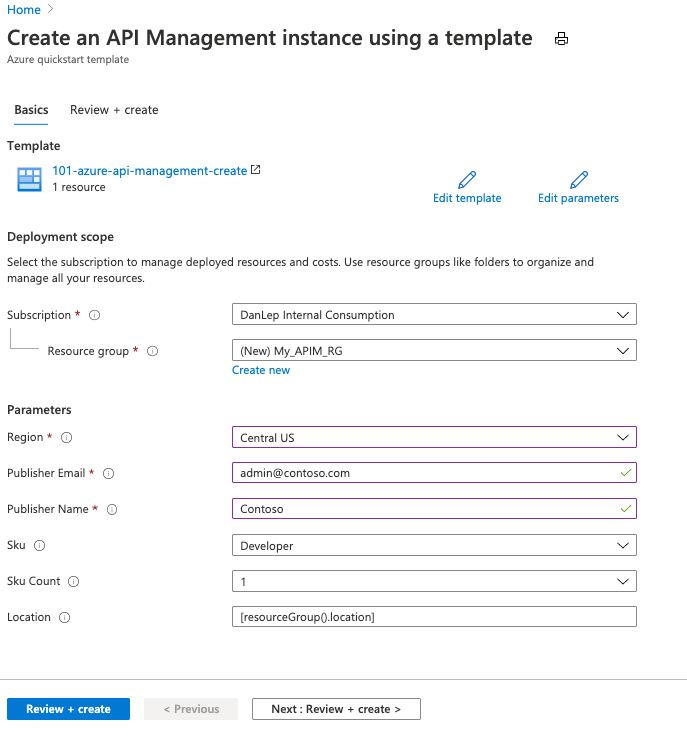 Home
Create an API Management instance using a template
Azure quickstart template
Basics Review + create
Template
101-azure-api-management-create
1 resource
Edit template Edit parameters
Deployment scope
Select the subscription to manage deployed resources and costs. Use resource groups like folders to organize and
manage all your resources.
Subscription * DanLep Internal Consumption
Resource group * (New) My_APIM_RG
Create new
Parameters
Region * Central US
Publisher Email * admin@contoso.com
Publisher Name * Contoso
Sku Developer
Sku Count 1
Location [resourceGroup().location]
Review + create < Previous Next : Review + create >